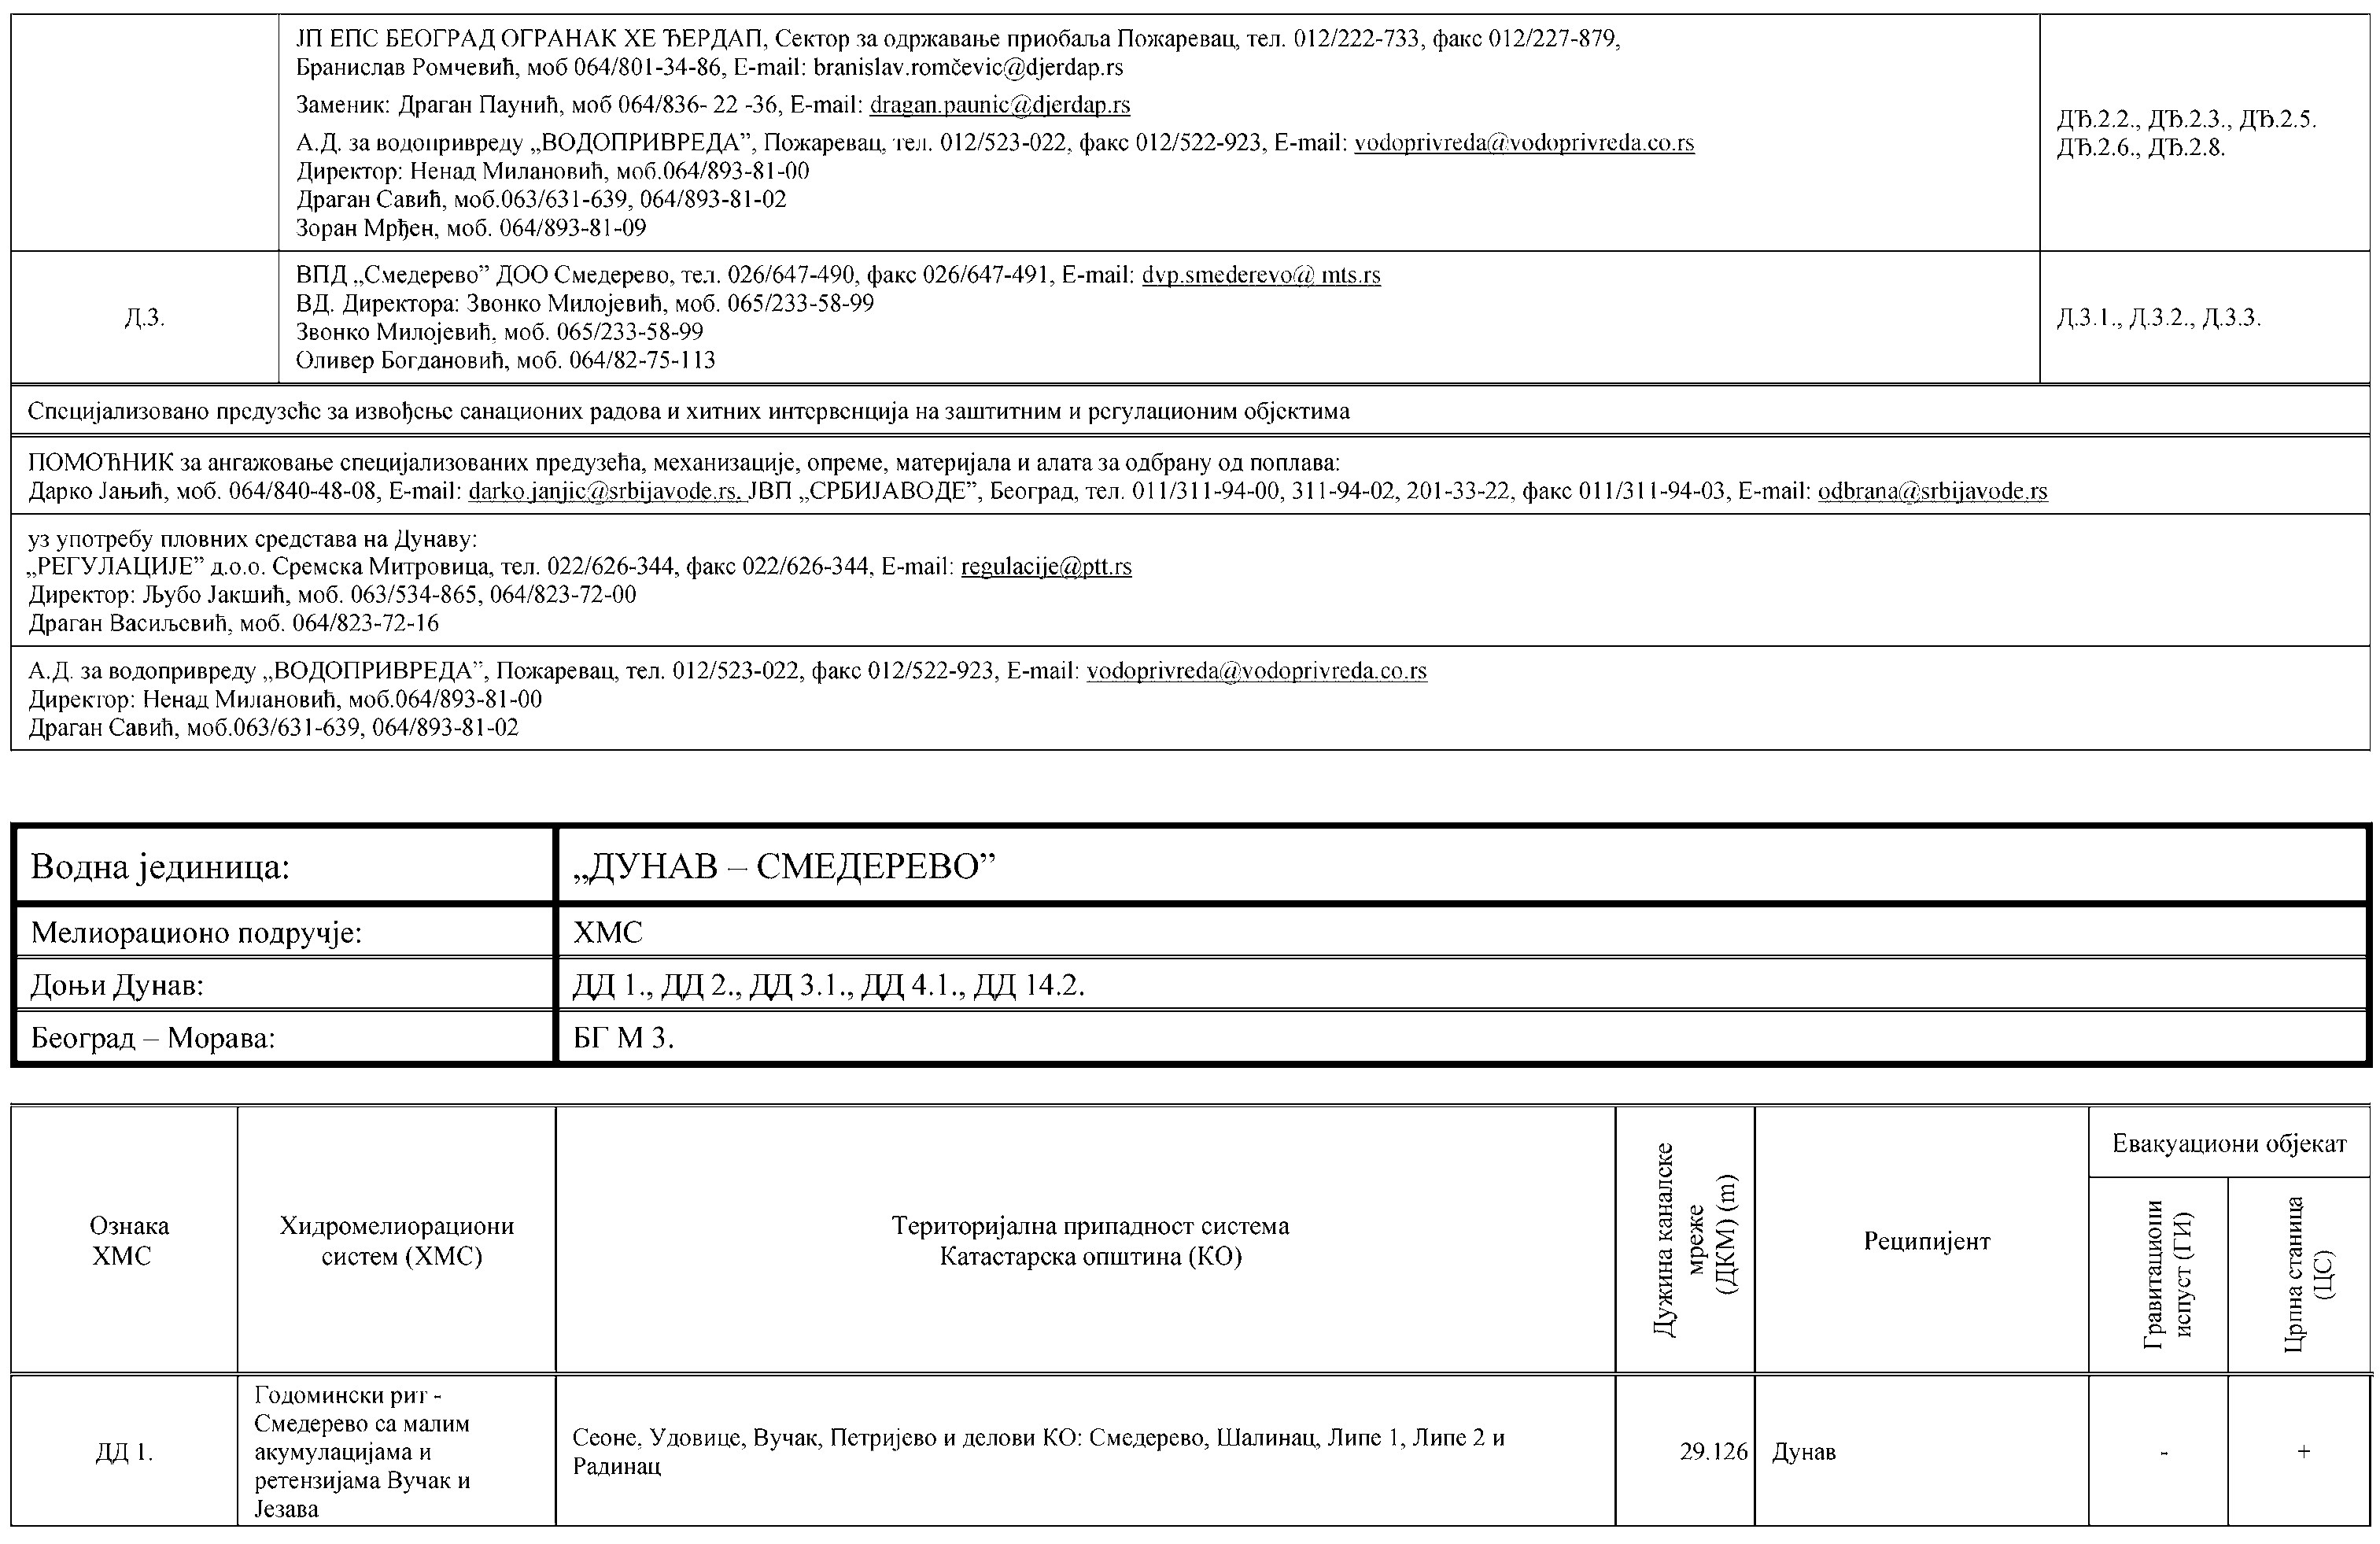 ЈП ЕПС БЕОГРАД ОГРАНАК ХЕ ЂЕРДАП, Сектор за одржавање приобаља Пожаревац, тел. 012/222-733, факс 012/227-879,
Бранислав Ромчевић, моб 064/801-34-86, E-mail: branislav.romčevic@djerdap.rs
Заменик: Драган Паунић, моб 064/836- 22 -36, E-mail: dragan.paunic@djerdap.rs
А.Д. за водопривреду „ВОДОПРИВРЕДА”, Пожаревац, тел. 012/523-022, факс 012/522-923, E-mail: vodoprivreda@vodoprivreda.co.rs
Директор: Ненад Милановић, моб.064/893-81-00
Драган Савић, моб.063/631-639, 064/893-81-02
Зоран Мрђен, моб. 064/893-81-09
ДЂ.2.2., ДЂ.2.3., ДЂ.2.5.
ДЂ.2.6., ДЂ.2.8.
Д.3.
ВПД „Смедерево” ДОО Смедерево, тел. 026/647-490, факс 026/647-491, E-mail: dvp.smederevo@ mts.rs
ВД. Директора: Звонко Милојевић, моб. 065/233-58-99
Звонко Милојевић, моб. 065/233-58-99
Оливер Богдановић, моб. 064/82-75-113
Д.3.1., Д.3.2., Д.3.3.
Специјализовано предузеће за извођење санационих радова и хитних интервенција на заштитним и регулационим објектима
ПОМОЋНИК за ангажовање специјализованих предузећа, механизације, опреме, материјала и алата за одбрану од поплава:
Дарко Јањић, моб. 064/840-48-08, E-mail: darko.janjic@srbijavode.rs, ЈВП „СРБИЈАВОДЕ”, Београд, тел. 011/311-94-00, 311-94-02, 201-33-22, факс 011/311-94-03, E-mail: odbrana@srbijavode.rs
уз употребу пловних средстава на Дунаву:
„РЕГУЛАЦИЈЕ” д.о.о. Сремска Митровица, тел. 022/626-344, факс 022/626-344, E-mail: regulacije@ptt.rs
Директор: Љубо Јакшић, моб. 063/534-865, 064/823-72-00
Драган Васиљевић, моб. 064/823-72-16
А.Д. за водопривреду „ВОДОПРИВРЕДА”, Пожаревац, тел. 012/523-022, факс 012/522-923, E-mail: vodoprivreda@vodoprivreda.co.rs
Директор: Ненад Милановић, моб.064/893-81-00
Драган Савић, моб.063/631-639, 064/893-81-02
Водна јединица:
„ДУНАВ – СМЕДЕРЕВО”
Мелиорационо подручје:
ХМС
Доњи Дунав:
ДД 1., ДД 2., ДД 3.1., ДД 4.1., ДД 14.2.
Београд – Морава:
БГ М 3.
Ознака
ХМС
Хидромелиорациони
систем (ХМС)
Територијална припадност система
Катастарска општина (КО)
Дужина каналске
мреже
(ДКМ) (m)
Реципијент
Евакуациони објекат
Гравитациони
испуст (ГИ)
Црпна станица
(ЦС)
ДД 1.
Годомински рит -
Смедерево са малим
акумулацијама и
ретензијама Вучак и
Језава
Сеоне, Удовице, Вучак, Петријево и делови КО: Смедерево, Шалинац, Липе 1, Липе 2 и
Радинац
29.126
Дунав
-
+